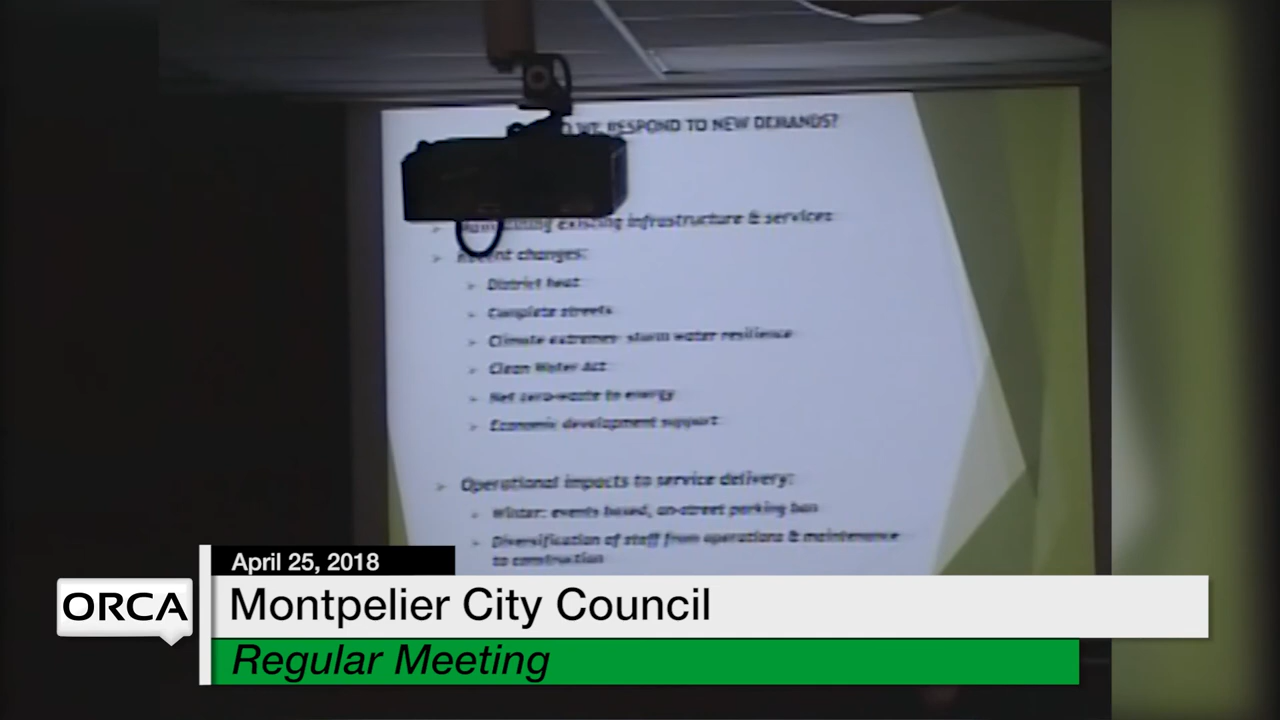 WE RESPOND TO NEW DEMANDS?
existing infrastructure & services
Recent changes:
District heat
Complete streets
Climate extremes- storm water resilience
Clean Water Act
Net zero-waste to energy
Economic development support
Operational impacts to service delivery:
Winter: events based, on-street parking ban
Diversification of staff from operations & maintenance
to construction
April 25, 2018
ORCA
Montpelier City Council
Regular Meeting